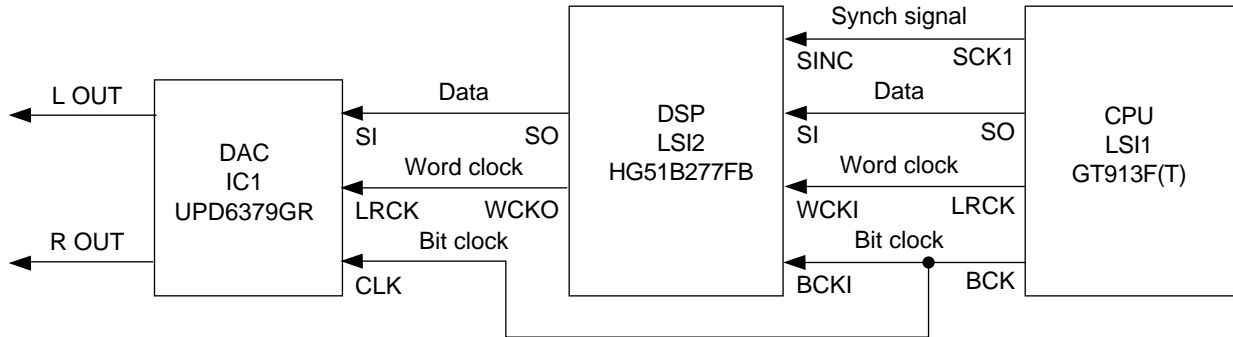 Synch signal
SINC
SCK1
L OUT
Data
Data
SI
SO
SI
SO
DAC
IC1
UPD6379GR
DSP
LSI2
HG51B277FB
CPU
LSI1
GT913F(T)
Word clock
Word clock
LRCK
WCKO
WCKI
LRCK
R OUT
Bit clock
Bit clock
CLK
BCKI
BCK